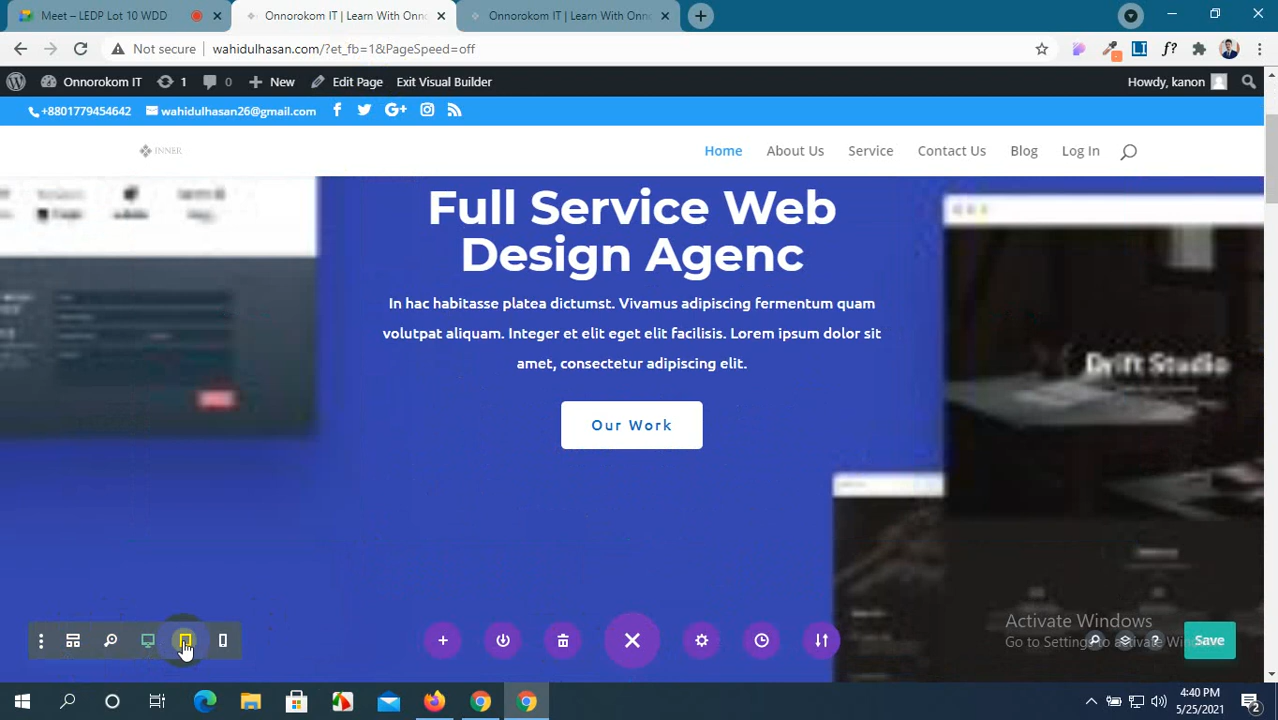 Meet – LEDP Lot 10 WDD
Onnorokom IT | Learn With Onno
Onnorokom IT | Learn With Onno
Not secure
wahidulhasan.com/?et_fb=1&PageSpeed=off
Onnorokom IT
1
0
New
Edit Page
Exit Visual Builder
Howdy, kanon
+8801779454642
wahidulhasan26@gmail.com
INNER
Home
About Us
Service
Contact Us
Blog
Log In
Full Service Web
Design Agenc
In hac habitasse platea dictumst. Vivamus adipiscing fermentum quam
volutpat aliquam. Integer et elit eget elit facilisis. Lorem ipsum dolor sit
amet, consectetur adipiscing elit.
Our Work
Drift Studio
Activate Windows
Go to Settings to activate Windows.
Save
4:40 PM
5/25/2021
2